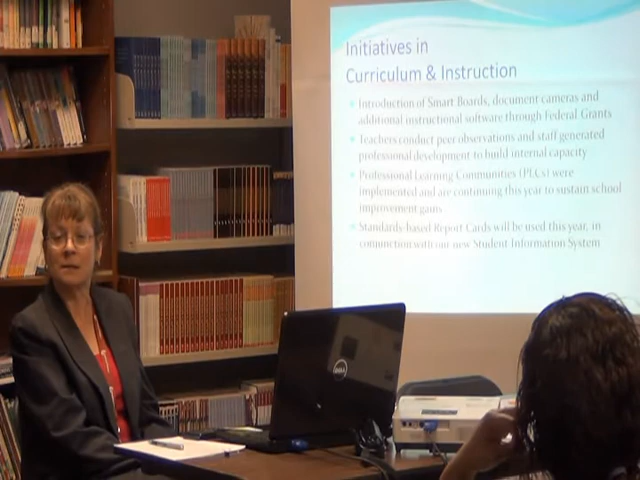 Initiatives in
Curriculum & Instruction
Introduction of Smart Boards, document cameras and
additional instructional software through Federal Grants
Teachers conduct peer observations and staff generated
professional development to build internal capacity
Professional Learning Communities (PLCs) were
implemented and are continuing this year to sustain school
improvement gains
Standards-based Report Cards will be used this year, in
conjunction with our new Student Information System
DELL